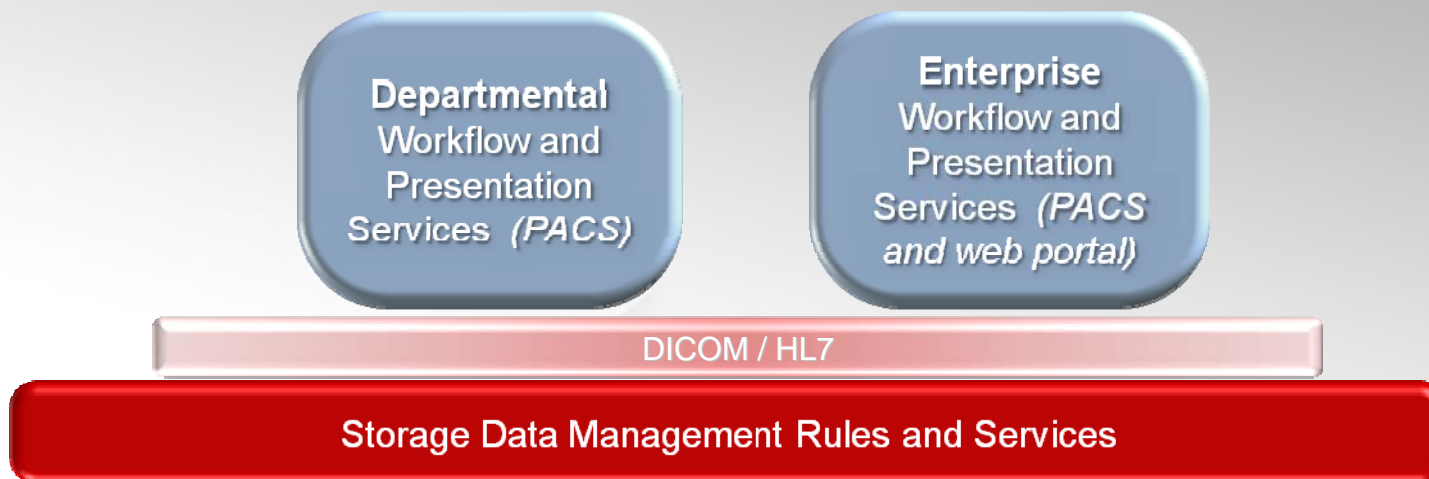 Departmental
Workflow and
Presentation
Services (PACS)
Enterprise
Workflow and
Presentation
Services (PACS
and web portal)
DICOM / HL7
Storage Data Management Rules and Services